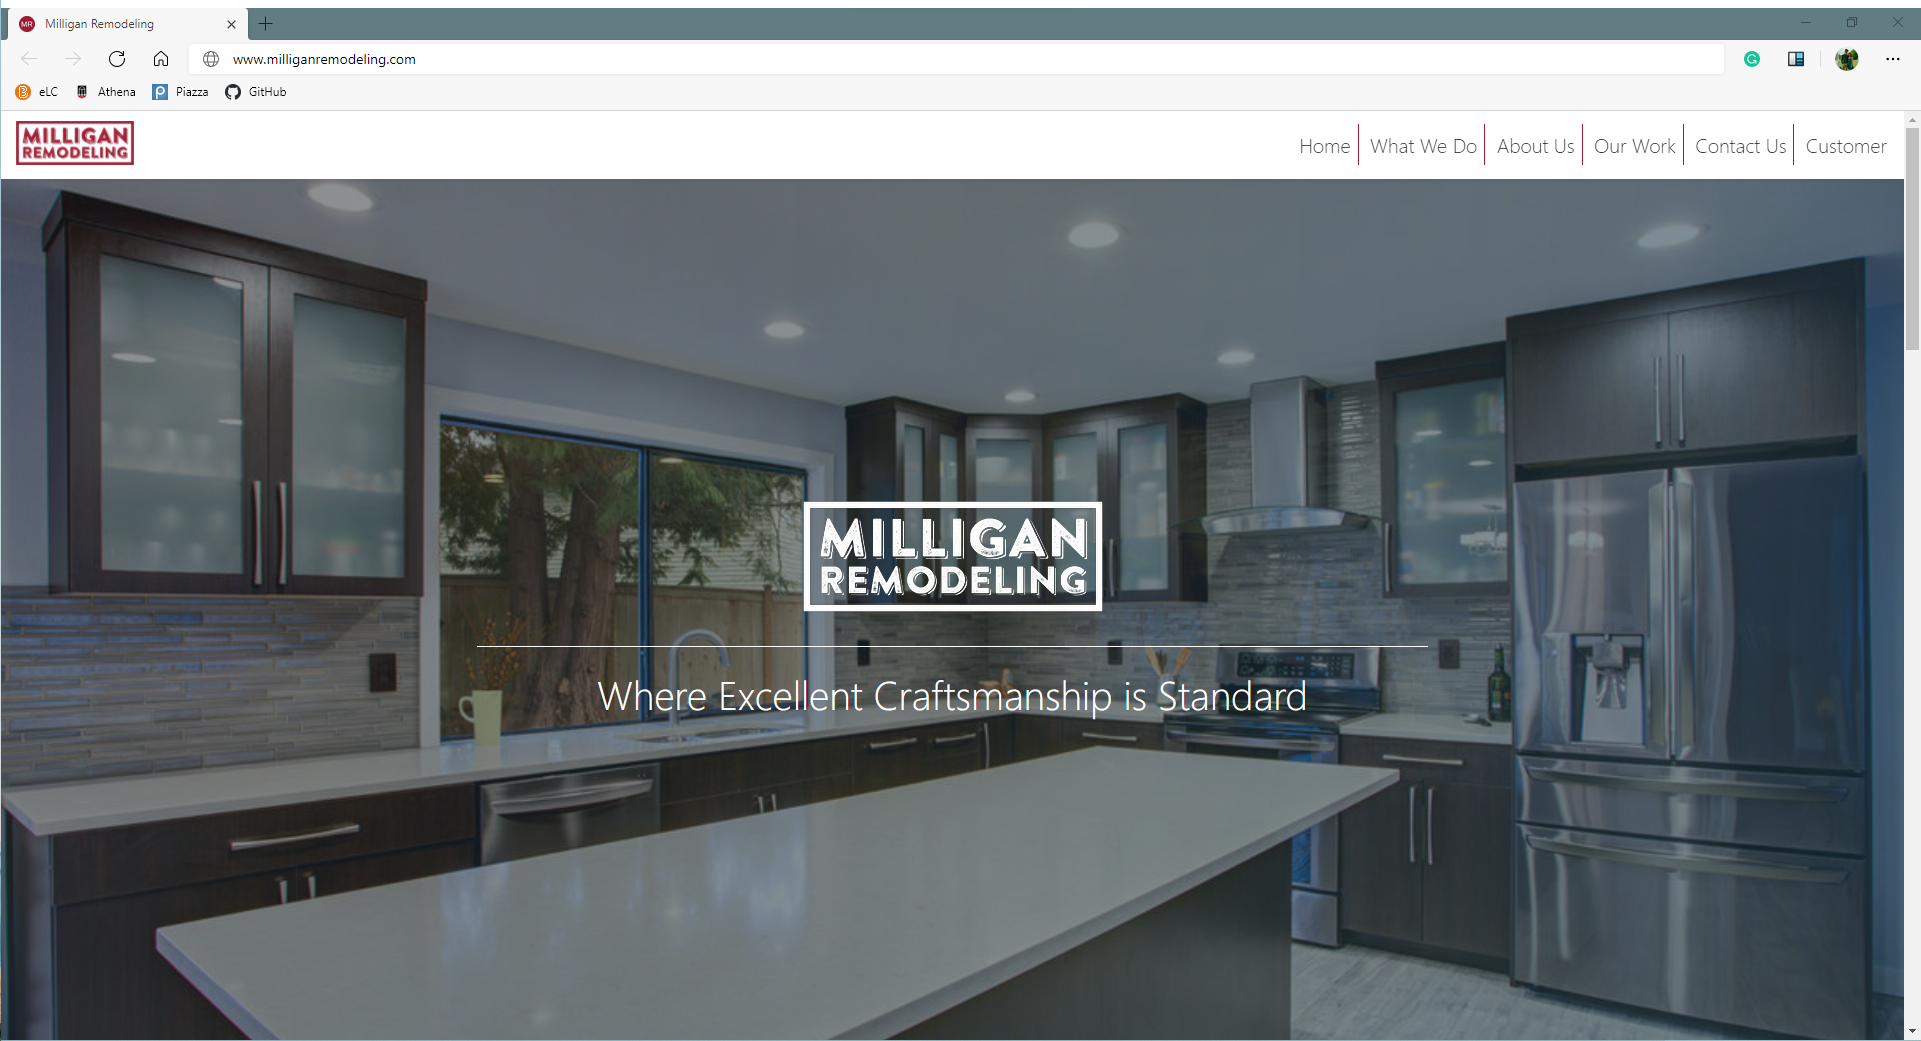 MR Milligan Remodeling
www.milliganremodeling.com
eLC Athena Piazza GitHub
MILLIGAN
REMODELING
Home What We Do About Us Our Work Contact Us Customer
MILLIGAN
REMODELING
Where Excellent Craftsmanship is Standard